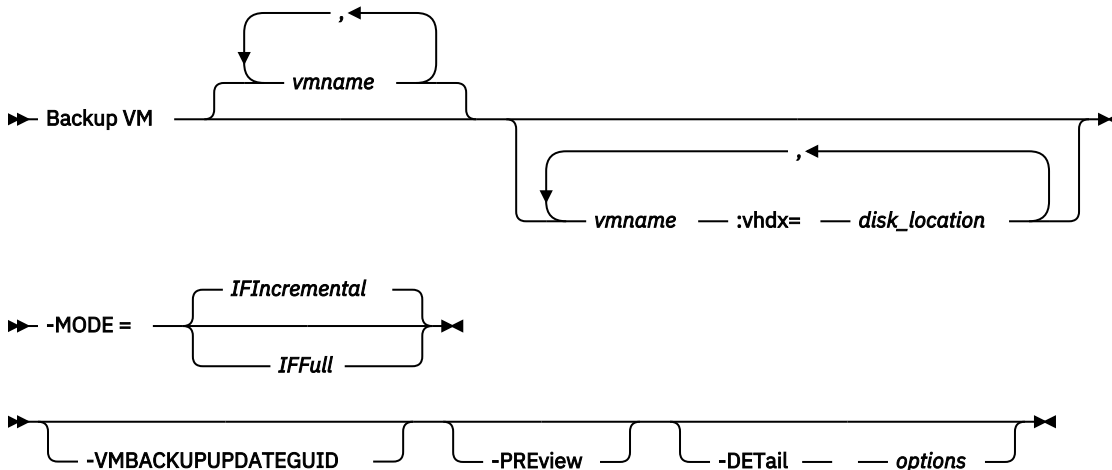 ,
vmname
Backup VM
,
vmname :vhdx= disk_location
IFIncremental
-MODE =
IFFull
-VMBACKUPUPDATEGUID -PREview -DETail options